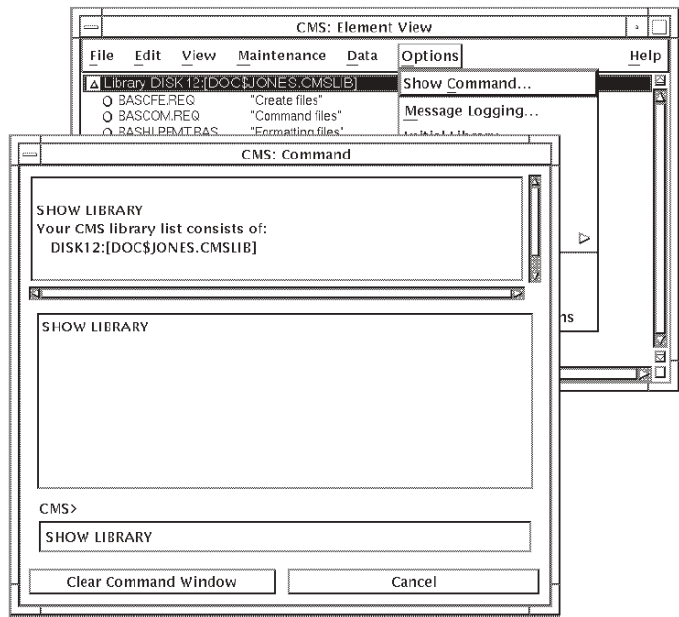 CMS: Element View
File Edit View Maintenance Data Options Help
Library DISK12:[DOC$JONES.CMSLIB]
Show Command...
BASCFE.REQ "Create files"
BASCOM.REQ "Command files"
Message Logging...
"Formatting files"
CMS: Command
SHOW LIBRARY
Your CMS library list consists of:
DISK12:[DOC$JONES.CMSLIB]
ns
SHOW LIBRARY
CMS>
SHOW LIBRARY
Clear Command Window
Cancel